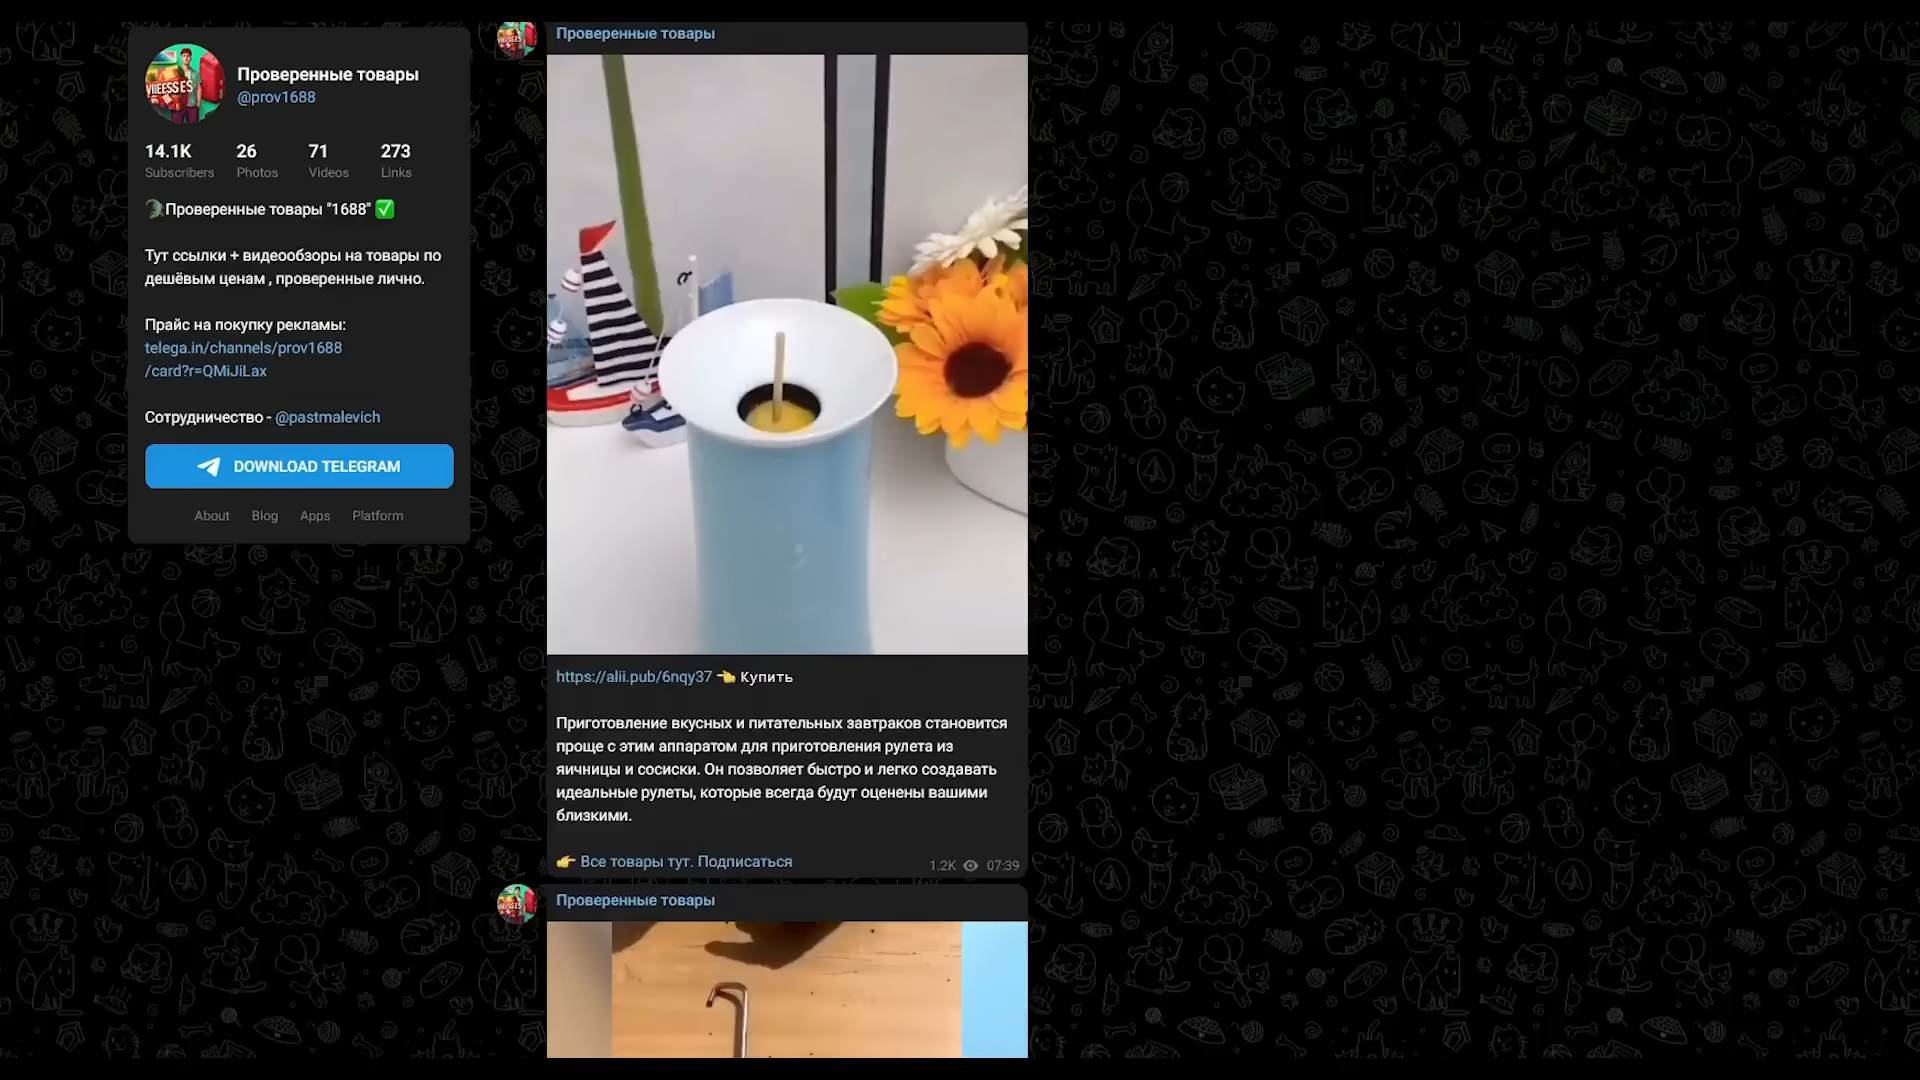 Проверенные товары
@prov1688
14.1K
Subscribers
26
Photos
71
Videos
273
Links
Проверенные товары "1688" ✅
Тут ссылки + видеообзоры на товары по
дешёвым ценам , проверенные лично.
Прайс на покупку рекламы:
telega.in/channels/prov1688
/card?r=QMiJiLax
Сотрудничество - @pastmalevich
DOWNLOAD TELEGRAM
About Blog Apps Platform
Проверенные товары
https://alii.pub/6nqy37 👈 Купить
Приготовление вкусных и питательных завтраков становится
проще с этим аппаратом для приготовления рулета из
яичницы и сосиски. Он позволяет быстро и легко создавать
идеальные рулеты, которые всегда будут оценены вашими
близкими.
👉 Все товары тут. Подписаться
1.2K 07:39
Проверенные товары